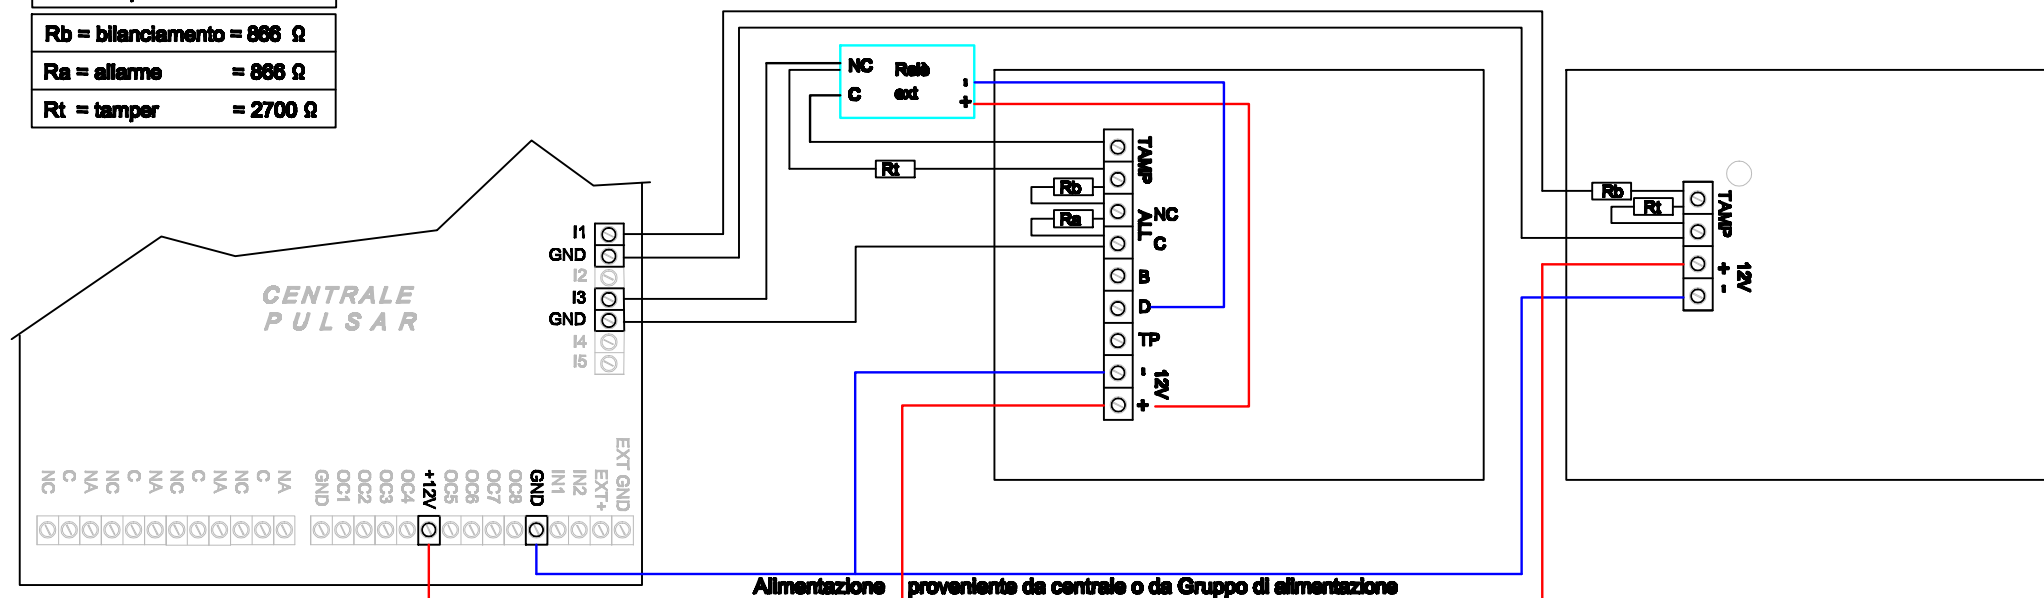 Rb = bilanciamento = 866 Ω
Ra = allarme = 866 Ω
Rt = tamper = 2700 Ω
NC Relè -
C ext +
TAMP
Rt
Rb
Ra
ALL
NC
C
B
D
TP
-
+
12V
Rb
Rt
TAMP
+
-
12V
I1
GND
I2
I3
GND
I4
I5
CENTRALE
PULSAR
NC C NA NC C NA NC C NA NC C NA
GND OC1 OC2 OC3 OC4 +12V OC5 OC6 OC7 OC8 GND IN1 IN2 EXT+ EXT GND
Alimentazione proveniente da centrale o da Gruppo di alimentazione